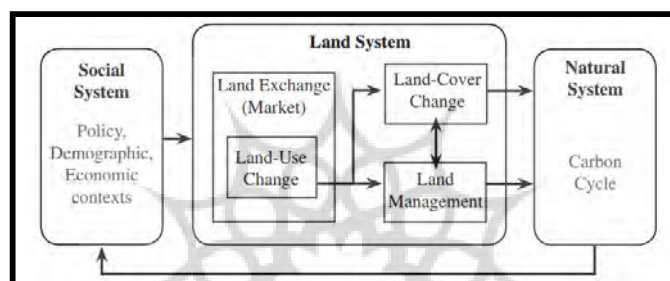 Social
System
Policy,
Demographic,
Economic
contexts
Land System
Land Exchange
(Market)
Land-Use
Change
Land-Cover
Change
Land
Management
Natural
System
Carbon
Cycle